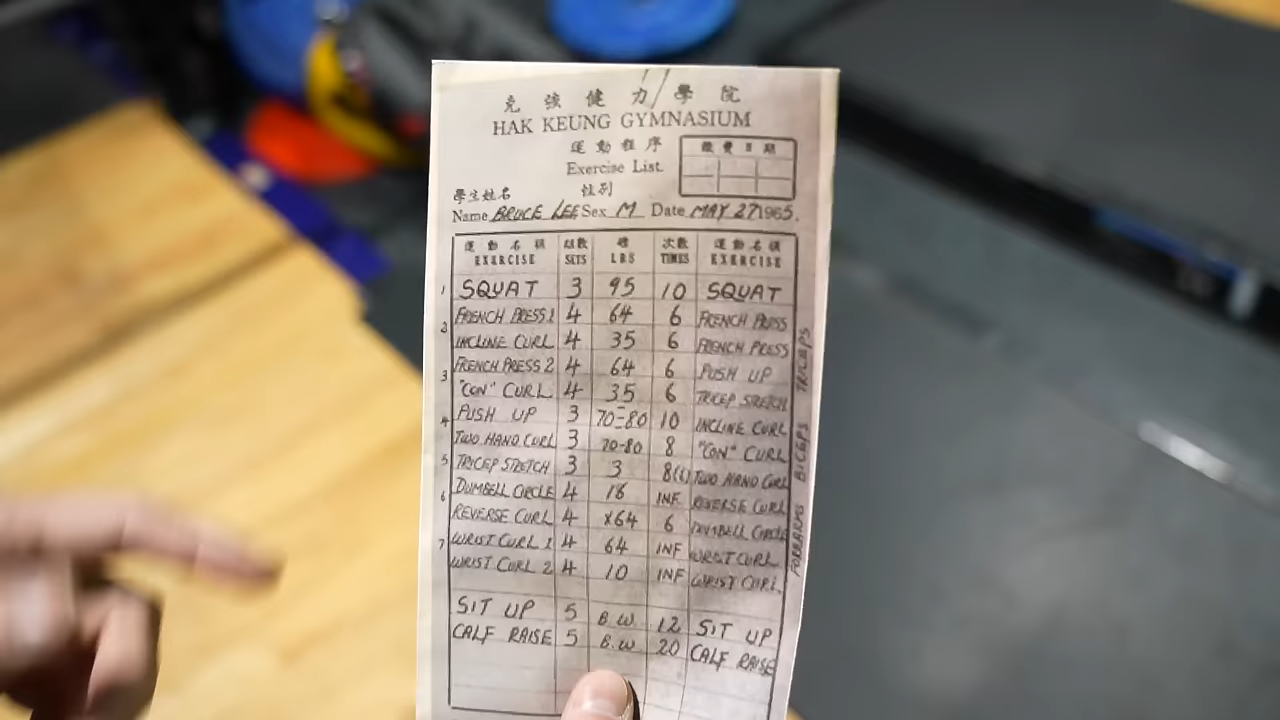 克強健力學院
HAK KEUNG GYMNASIUM
運動程序
Exercise List.
繳費日期
學生姓名 性別
Name BRUCE LEE Sex M Date MAY 27 1965.
運動名稱 組數 磅 次數 運動名稱
EXERCISE SETS LBS TIMES EXERCISE
1 SQUAT 3 95 10 SQUAT
2 FRENCH PRESS 1 4 64 6 FRENCH PRESS
INCLINE CURL 4 35 6 FRENCH PRESS
3 FRENCH PRESS 2 4 64 6 PUSH UP
"CON" CURL 4 35 6 TRICEP STRETCH
4 PUSH UP 3 70-80 10 INCLINE CURL
TWO HAND CURL 3 70-80 8 "CON" CURL
5 TRICEP STRETCH 3 3 8 TWO HAND CURL
6 DUMBELL CIRCLE 4 16 INF. REVERSE CURL
REVERSE CURL 4 x64 6 DUMBELL CIRCLE
7 WRIST CURL 1 4 64 INF WRIST CURL
WRIST CURL 2 4 10 INF WRIST CURL
SIT UP 5 B.W. 12 SIT UP
CALF RAISE 5 B.W 20 CALF RAISE
TRICEPS
BICEPS
FOREARMS